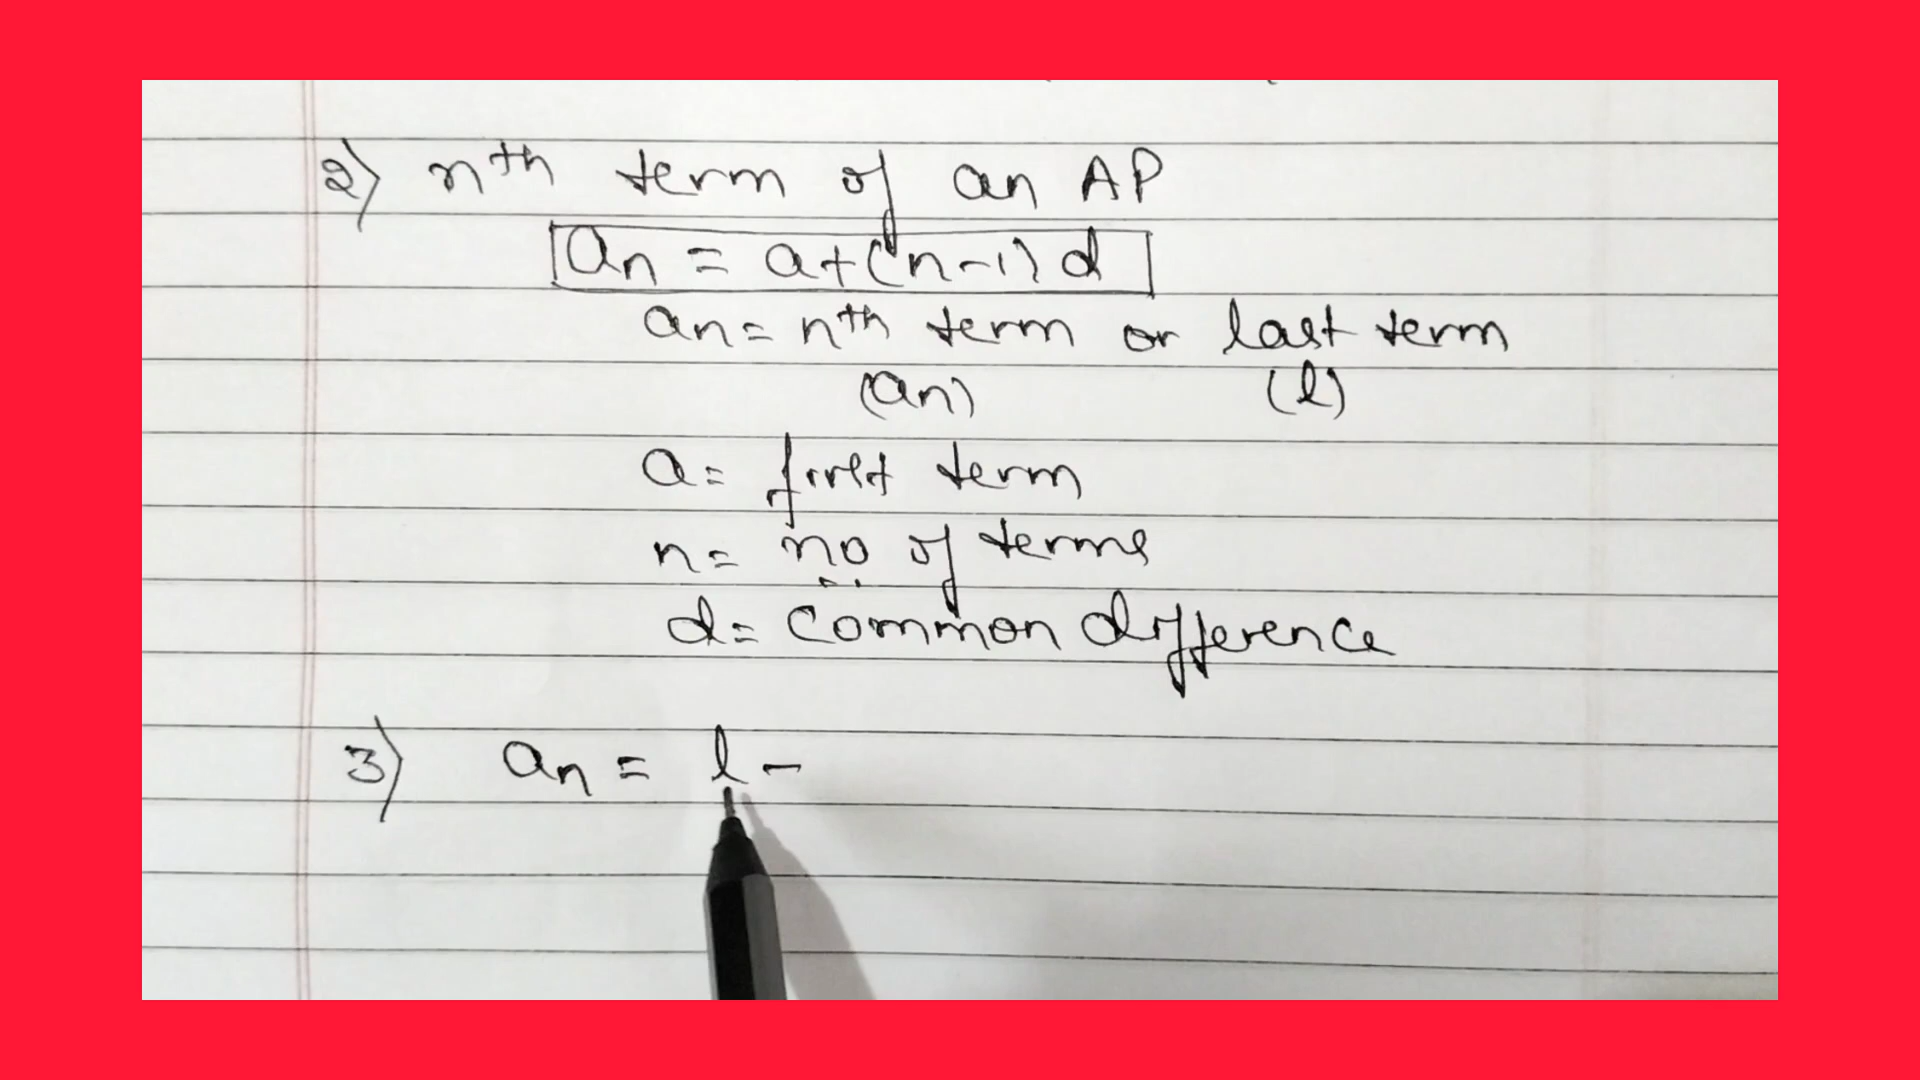 2) nth term of an AP
an = a+(n-1)d
an = nth term or last term
(an) (l)
a = first term
n = no of terms
d = common difference
3) an = l -